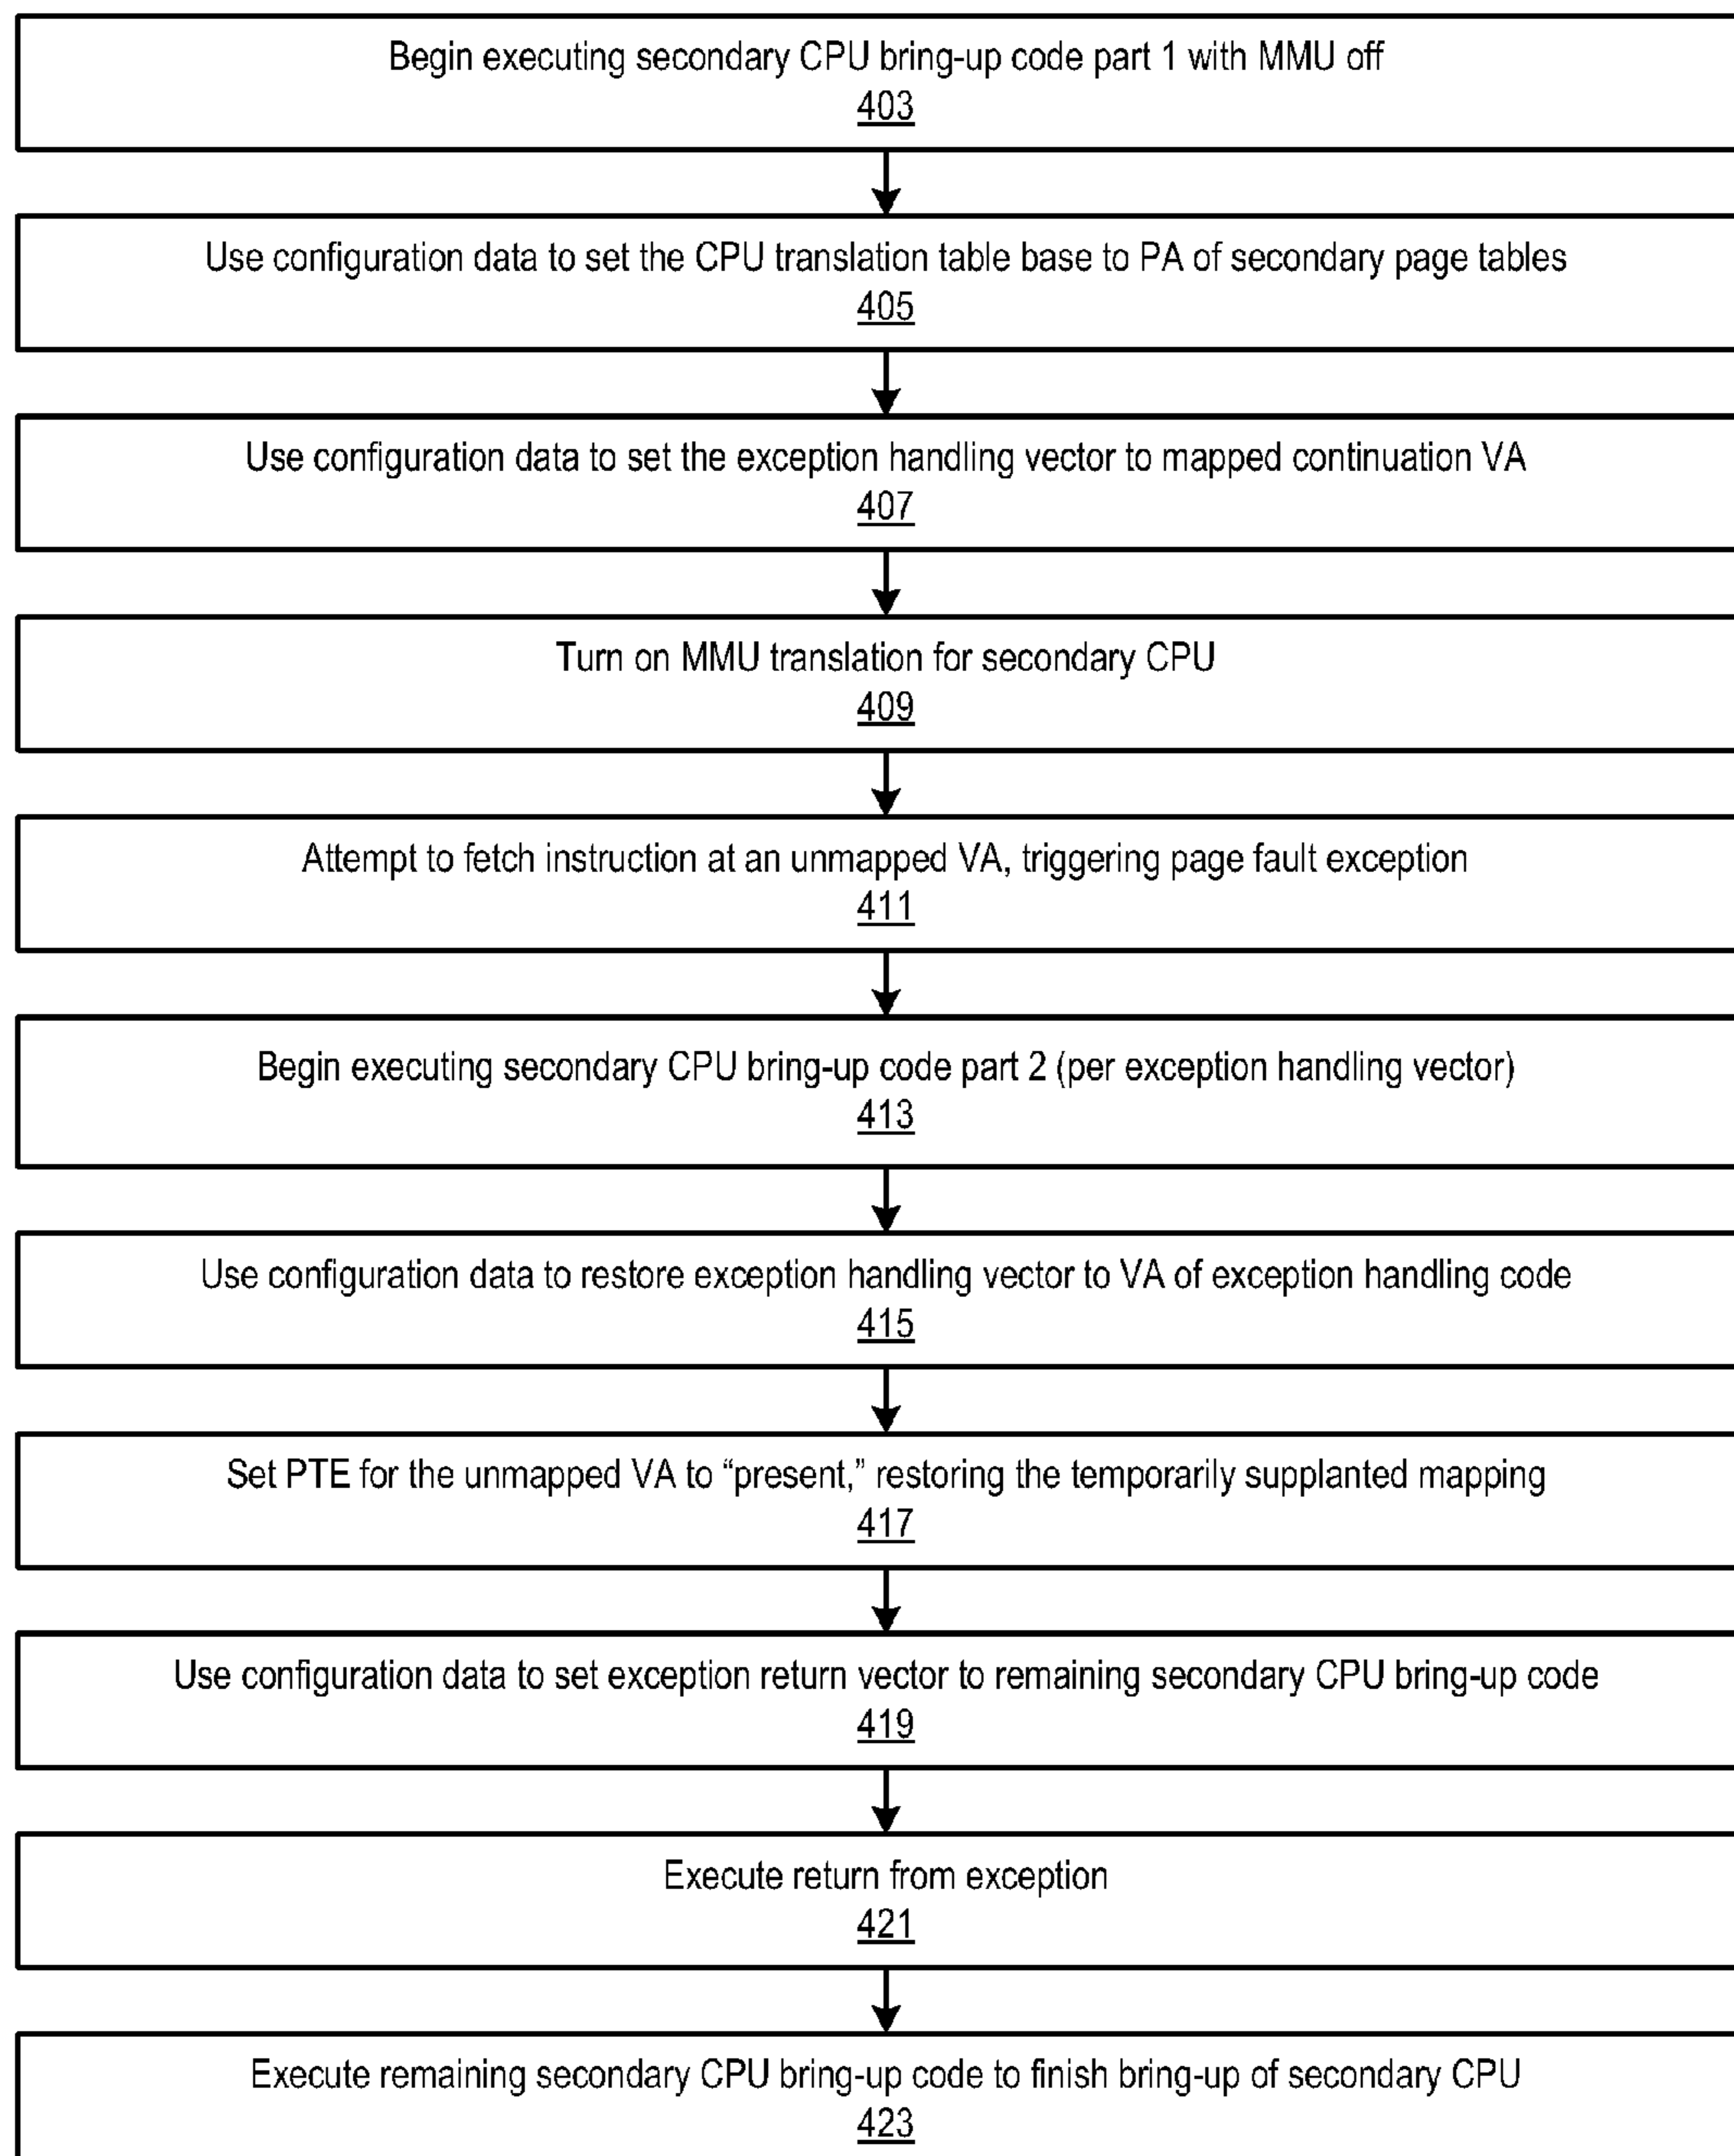 Begin executing secondary CPU bring-up code part 1 with MMU off
403
Use configuration data to set the CPU translation table base to PA of secondary page tables
405
Use configuration data to set the exception handling vector to mapped continuation VA
407
Turn on MMU translation for secondary CPU
409
Attempt to fetch instruction at an unmapped VA, triggering page fault exception
411
Begin executing secondary CPU bring-up code part 2 (per exception handling vector)
413
Use configuration data to restore exception handling vector to VA of exception handling code
415
Set PTE for the unmapped VA to “present,” restoring the temporarily supplanted mapping
417
Use configuration data to set exception return vector to remaining secondary CPU bring-up code
419
Execute return from exception
421
Execute remaining secondary CPU bring-up code to finish bring-up of secondary CPU
423